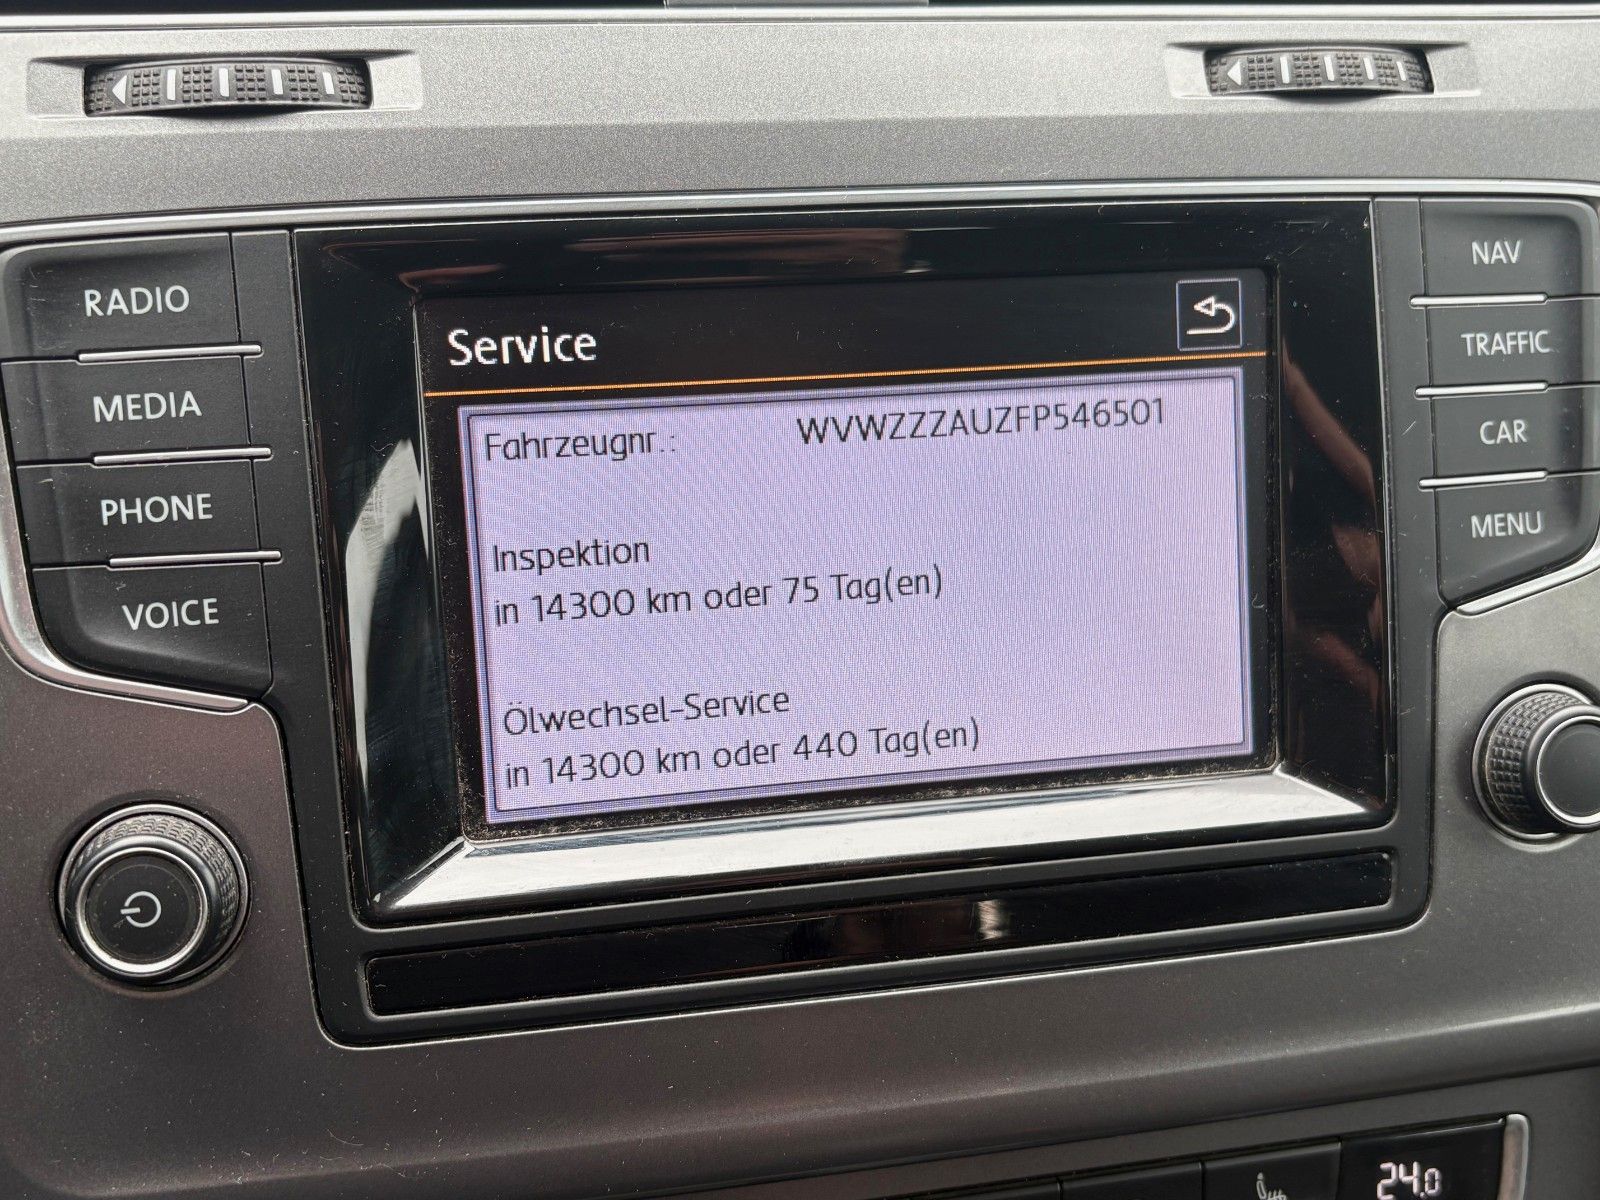 RADIO
MEDIA
PHONE
VOICE
Service
Fahrzeugnr.: WVWZZZAUZFP546501
Inspektion
in 14300 km oder 75 Tag(en)
Ölwechsel-Service
in 14300 km oder 440 Tag(en)
NAV
TRAFFIC
CAR
MENU
24.0